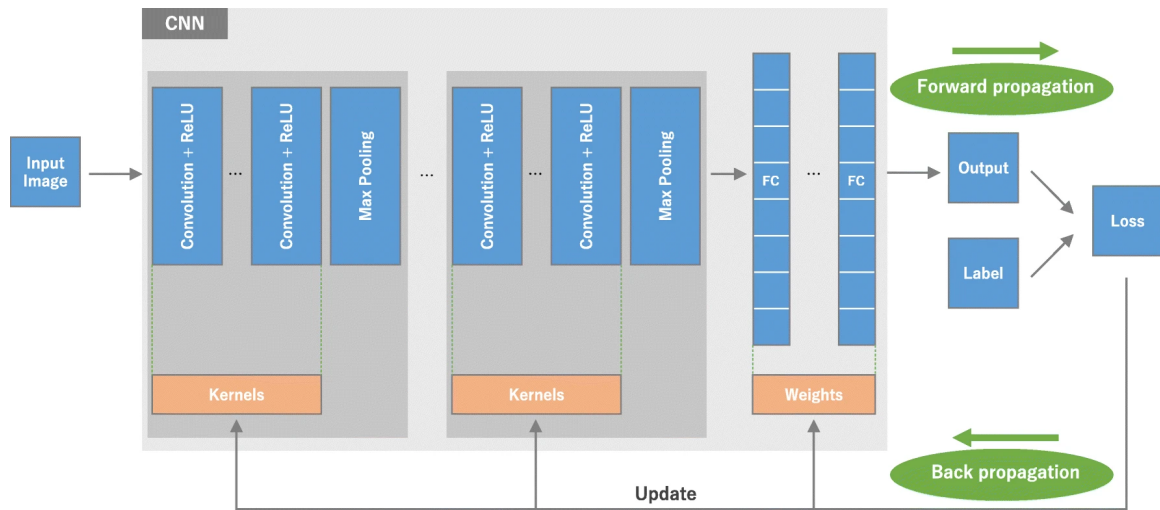 CNN
Forward propagation
Input
Image
Convolution + ReLU
...
Convolution + ReLU
Max Pooling
...
Convolution + ReLU
...
Convolution + ReLU
Max Pooling
FC
...
FC
Output
Label
Loss
Kernels
Kernels
Weights
Back propagation
Update